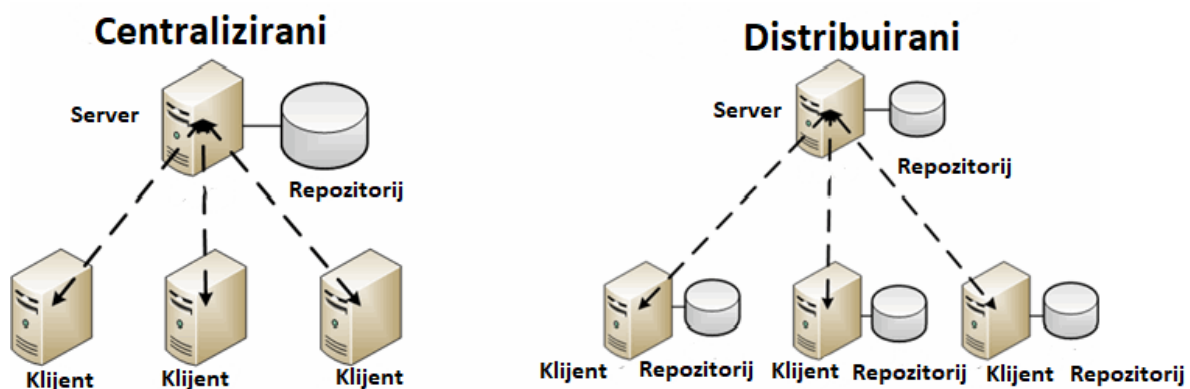 Centralizirani
Server
Repozitorij
Klijent
Klijent
Klijent
Distribuirani
Server
Repozitorij
Klijent Repozitorij
Klijent Repozitorij
Klijent Repozitorij